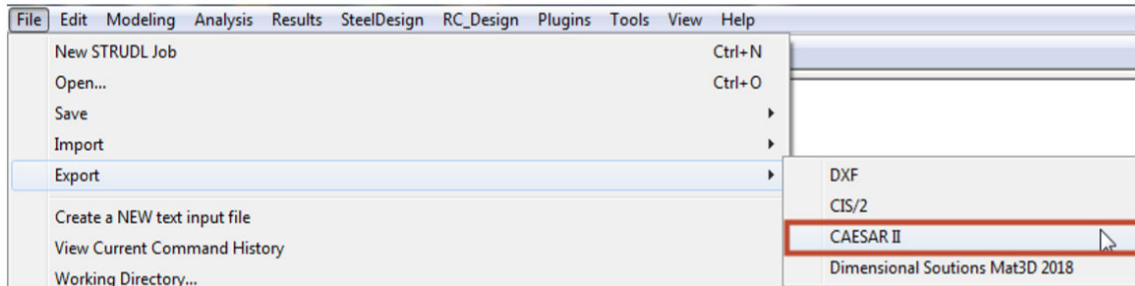 File Edit Modeling Analysis Results SteelDesign RC_Design Plugins Tools View Help
New STRUDL Job Ctrl+N
Open... Ctrl+O
Save
Import
Export
DXF
CIS/2
CAESAR II
Dimensional Soutions Mat3D 2018
Create a NEW text input file
View Current Command History
Working Directory...